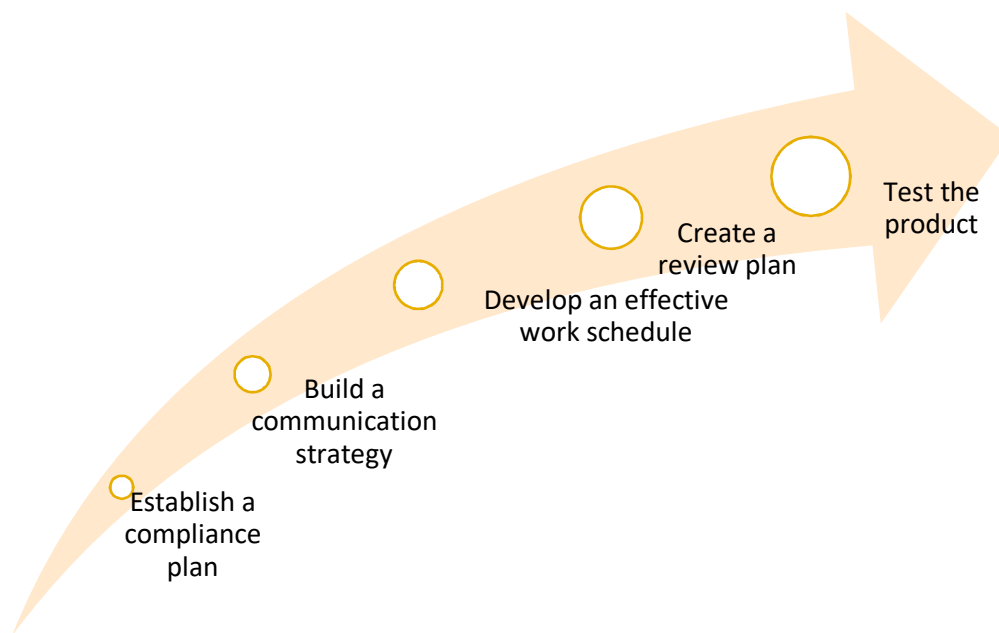 Establish a
compliance
plan
Build a
communication
strategy
Develop an effective
work schedule
Create a
review plan
Test the
product